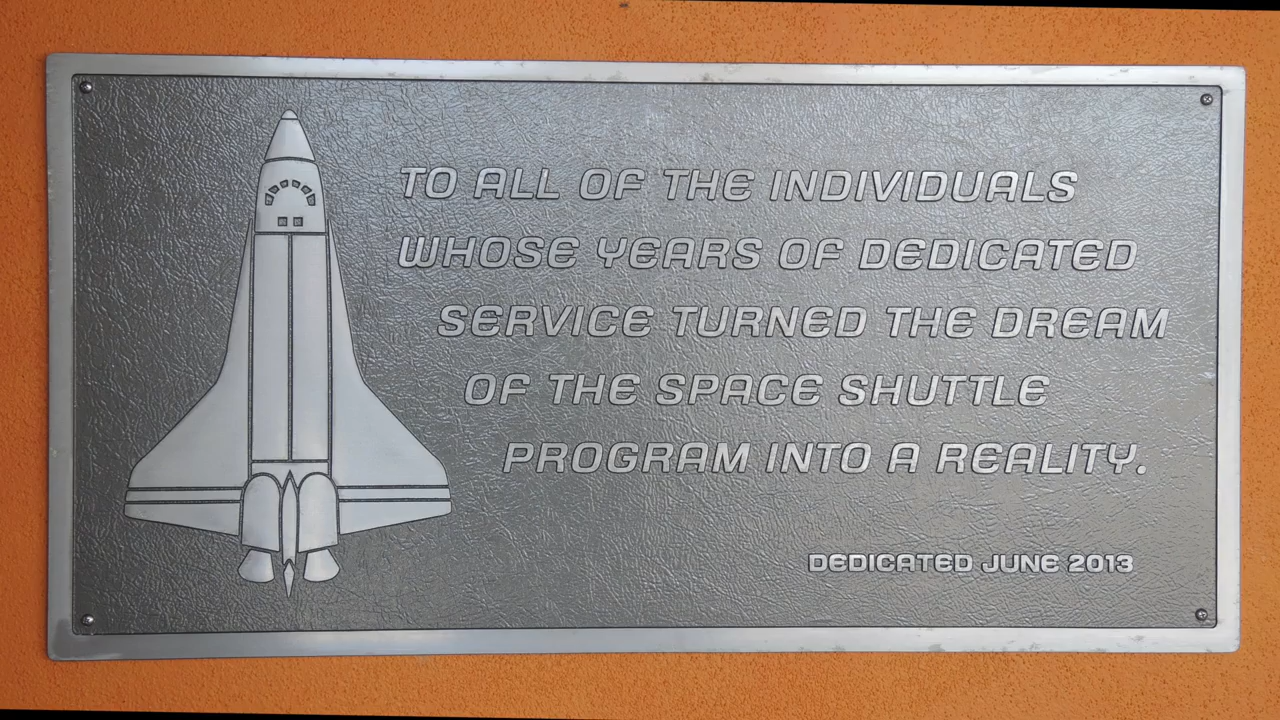 TO ALL OF THE INDIVIDUALS
WHOSE YEARS OF DEDICATED
SERVICE TURNED THE DREAM
OF THE SPACE SHUTTLE
PROGRAM INTO A REALITY.
DEDICATED JUNE 2013